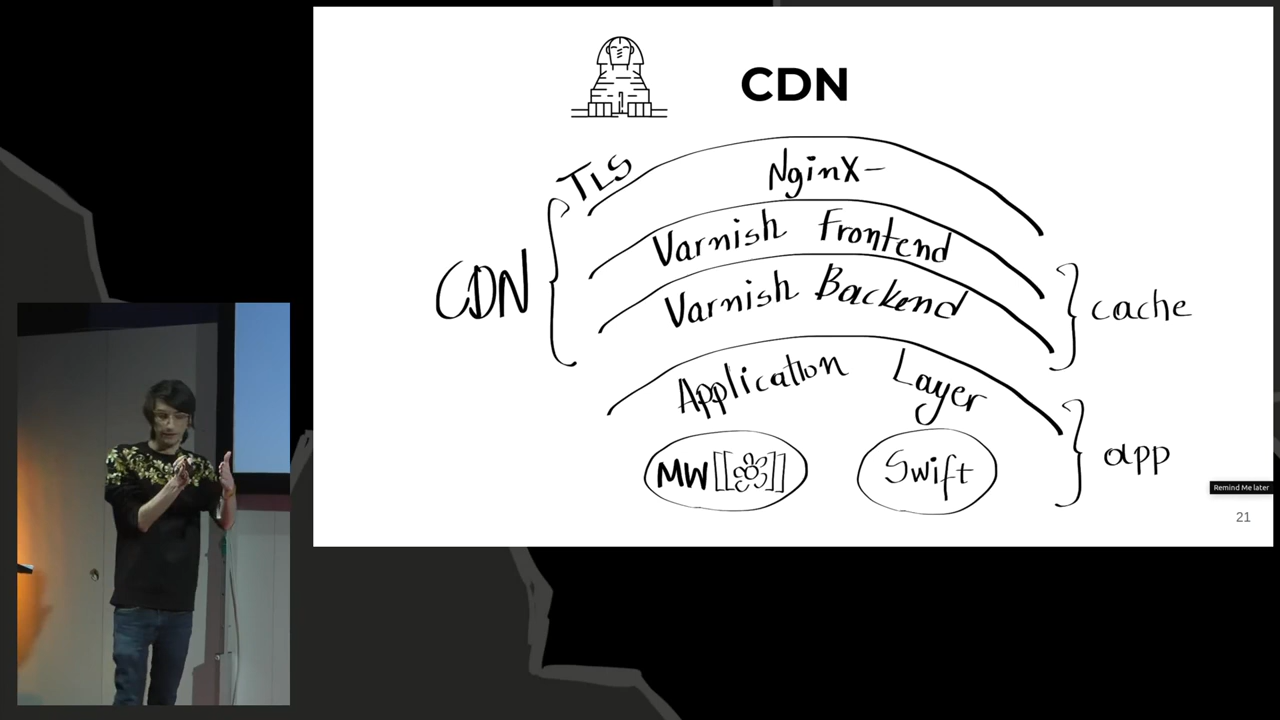 CDN
TLS
NginX-
Varnish Frontend
CDN
Varnish Backend
cache
Application Layer
MW[[]]
Swift
app
Remind Me later
21